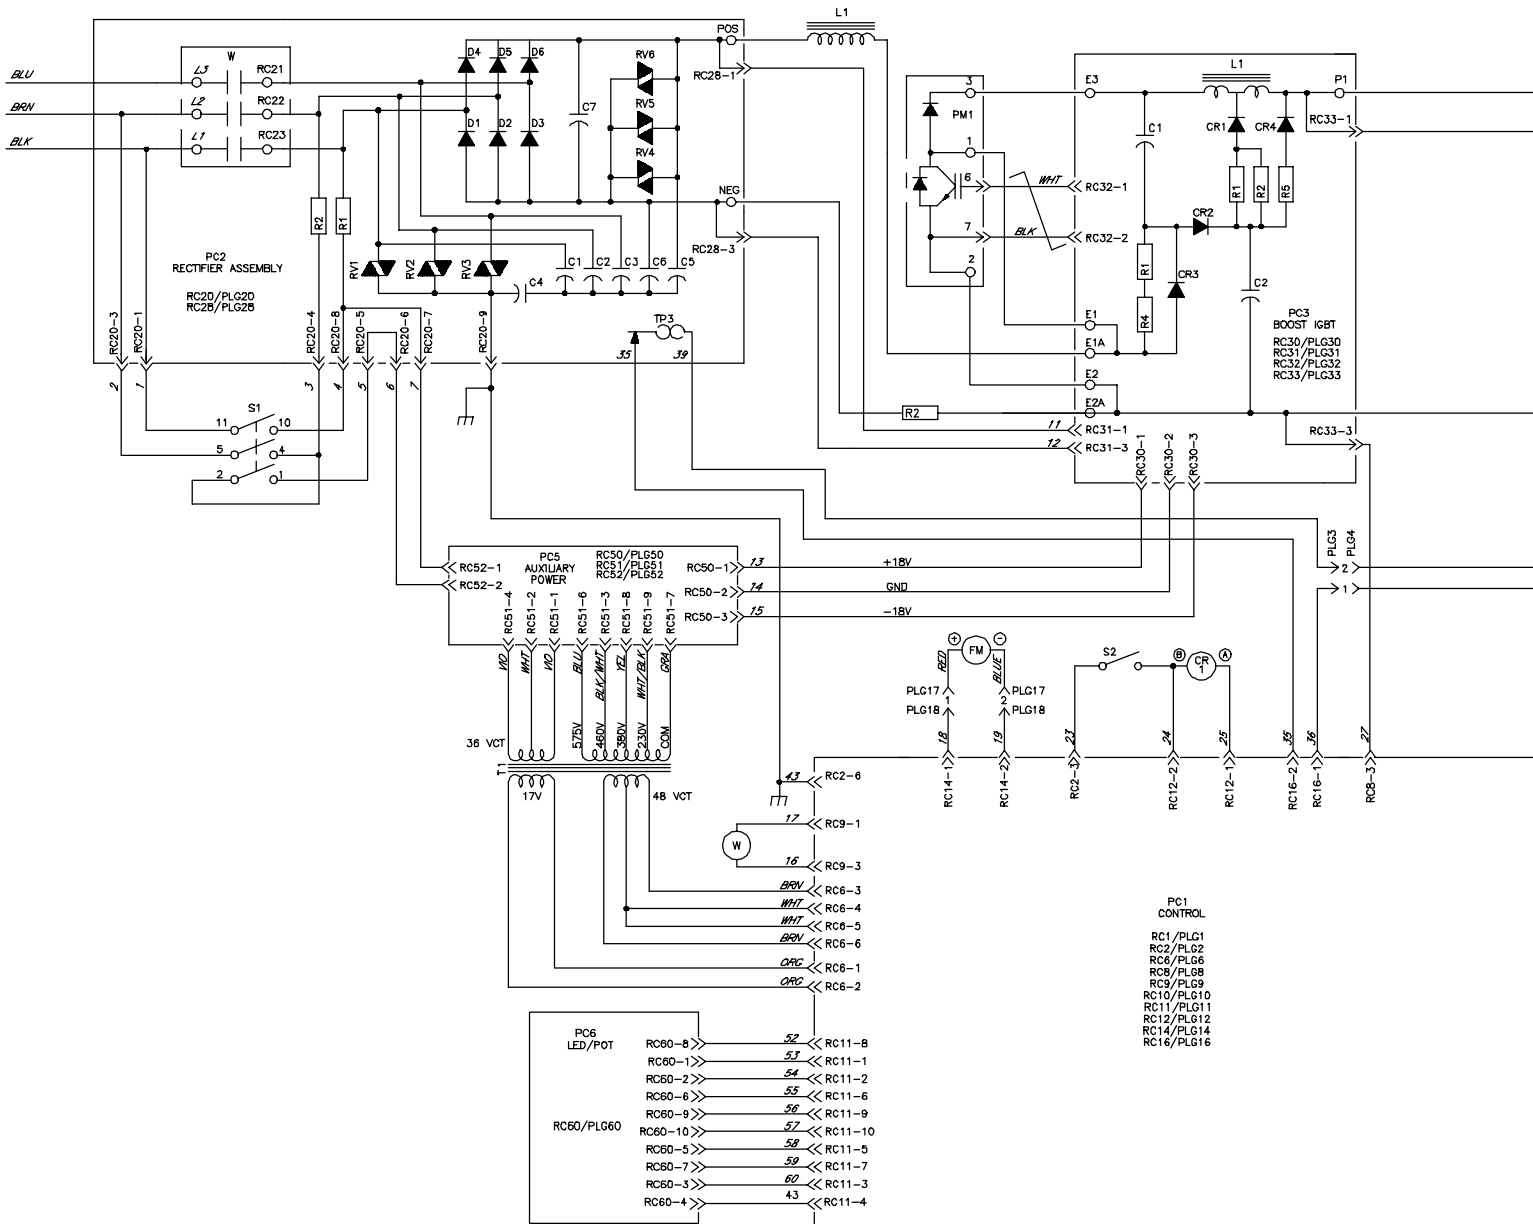 BLU
BRN
BLK
W
L3
RC21
L2
RC22
L1
RC23
D4
D5
D6
D1
D2
D3
C7
RV6
RV5
RV4
POS
RC28-1
NEG
RC28-3
R2
R1
PC2
RECTIFIER ASSEMBLY
RC20/PLG20
RC28/PLG28
RV1
RV2
RV3
C4
C1
C2
C3
C6
C5
TP3
35
39
RC20-3
RC20-1
RC20-4
RC20-8
RC20-5
RC20-6
RC20-7
RC20-9
2
1
3
4
5
6
7
S1
11
10
5
4
2
1
L1
3
PM1
1
6
7
2
WHT
BLK
RC32-1
RC32-2
E3
L1
P1
RC33-1
C1
CR1
CR4
R1
R2
R5
CR2
R1
CR3
R4
C2
E1
E1A
E2
E2A
R2
11
RC31-1
12
RC31-3
PC3
BOOST IGBT
RC30/PLG30
RC31/PLG31
RC32/PLG32
RC33/PLG33
RC33-3
RC30-1
RC30-2
RC30-3
PLG3
PLG4
2
1
PC5
AUXILIARY
POWER
RC50/PLG50
RC51/PLG51
RC52/PLG52
RC52-1
RC52-2
RC50-1
13
+18V
RC50-2
14
GND
RC50-3
15
-18V
RC51-4
RC51-2
RC51-1
RC51-6
RC51-3
RC51-8
RC51-9
RC51-7
VIO
WHT
VIO
BLU
BLK/WHT
YEL
WHT/BLK
GRA
36 VCT
575V
460V
380V
230V
COM
T1
17V
48 VCT
+
FM
-
RED
BLUE
PLG17
1
PLG18
PLG17
2
PLG18
18
19
S2
B
CR
1
A
23
24
25
35
36
27
RC14-1
RC14-2
RC2-3
RC12-2
RC12-1
RC16-2
RC16-1
RC8-3
43
RC2-6
17
RC9-1
W
16
RC9-3
BRN
RC6-3
WHT
RC6-4
WHT
RC6-5
BRN
RC6-6
ORG
RC6-1
ORG
RC6-2
PC1
CONTROL
RC1/PLG1
RC2/PLG2
RC6/PLG6
RC8/PLG8
RC9/PLG9
RC10/PLG10
RC11/PLG11
RC12/PLG12
RC14/PLG14
RC16/PLG16
PC6
LED/POT
RC60/PLG60
RC60-8
52
RC11-8
RC60-1
53
RC11-1
RC60-2
54
RC11-2
RC60-6
55
RC11-6
RC60-9
56
RC11-9
RC60-10
57
RC11-10
RC60-5
58
RC11-5
RC60-7
59
RC11-7
RC60-3
60
RC11-3
RC60-4
43
RC11-4